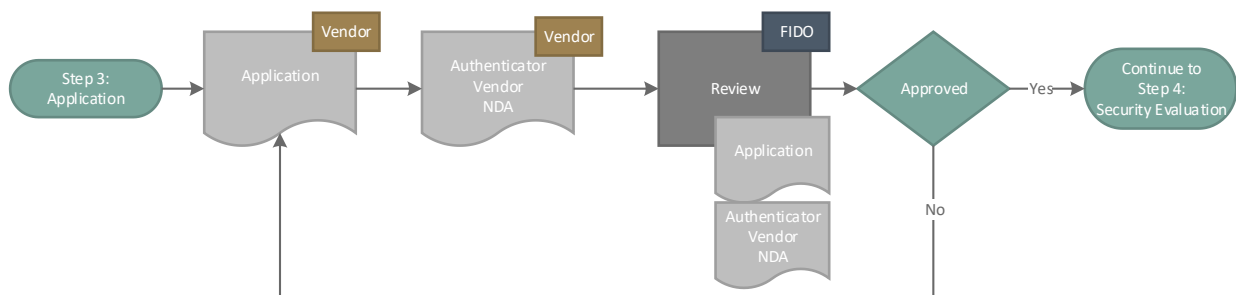 Step 3:
Application
Vendor
Application
Vendor
Authenticator
Vendor
NDA
FIDO
Review
Application
Authenticator
Vendor
NDA
Approved
Yes
No
Continue to
Step 4:
Security Evaluation